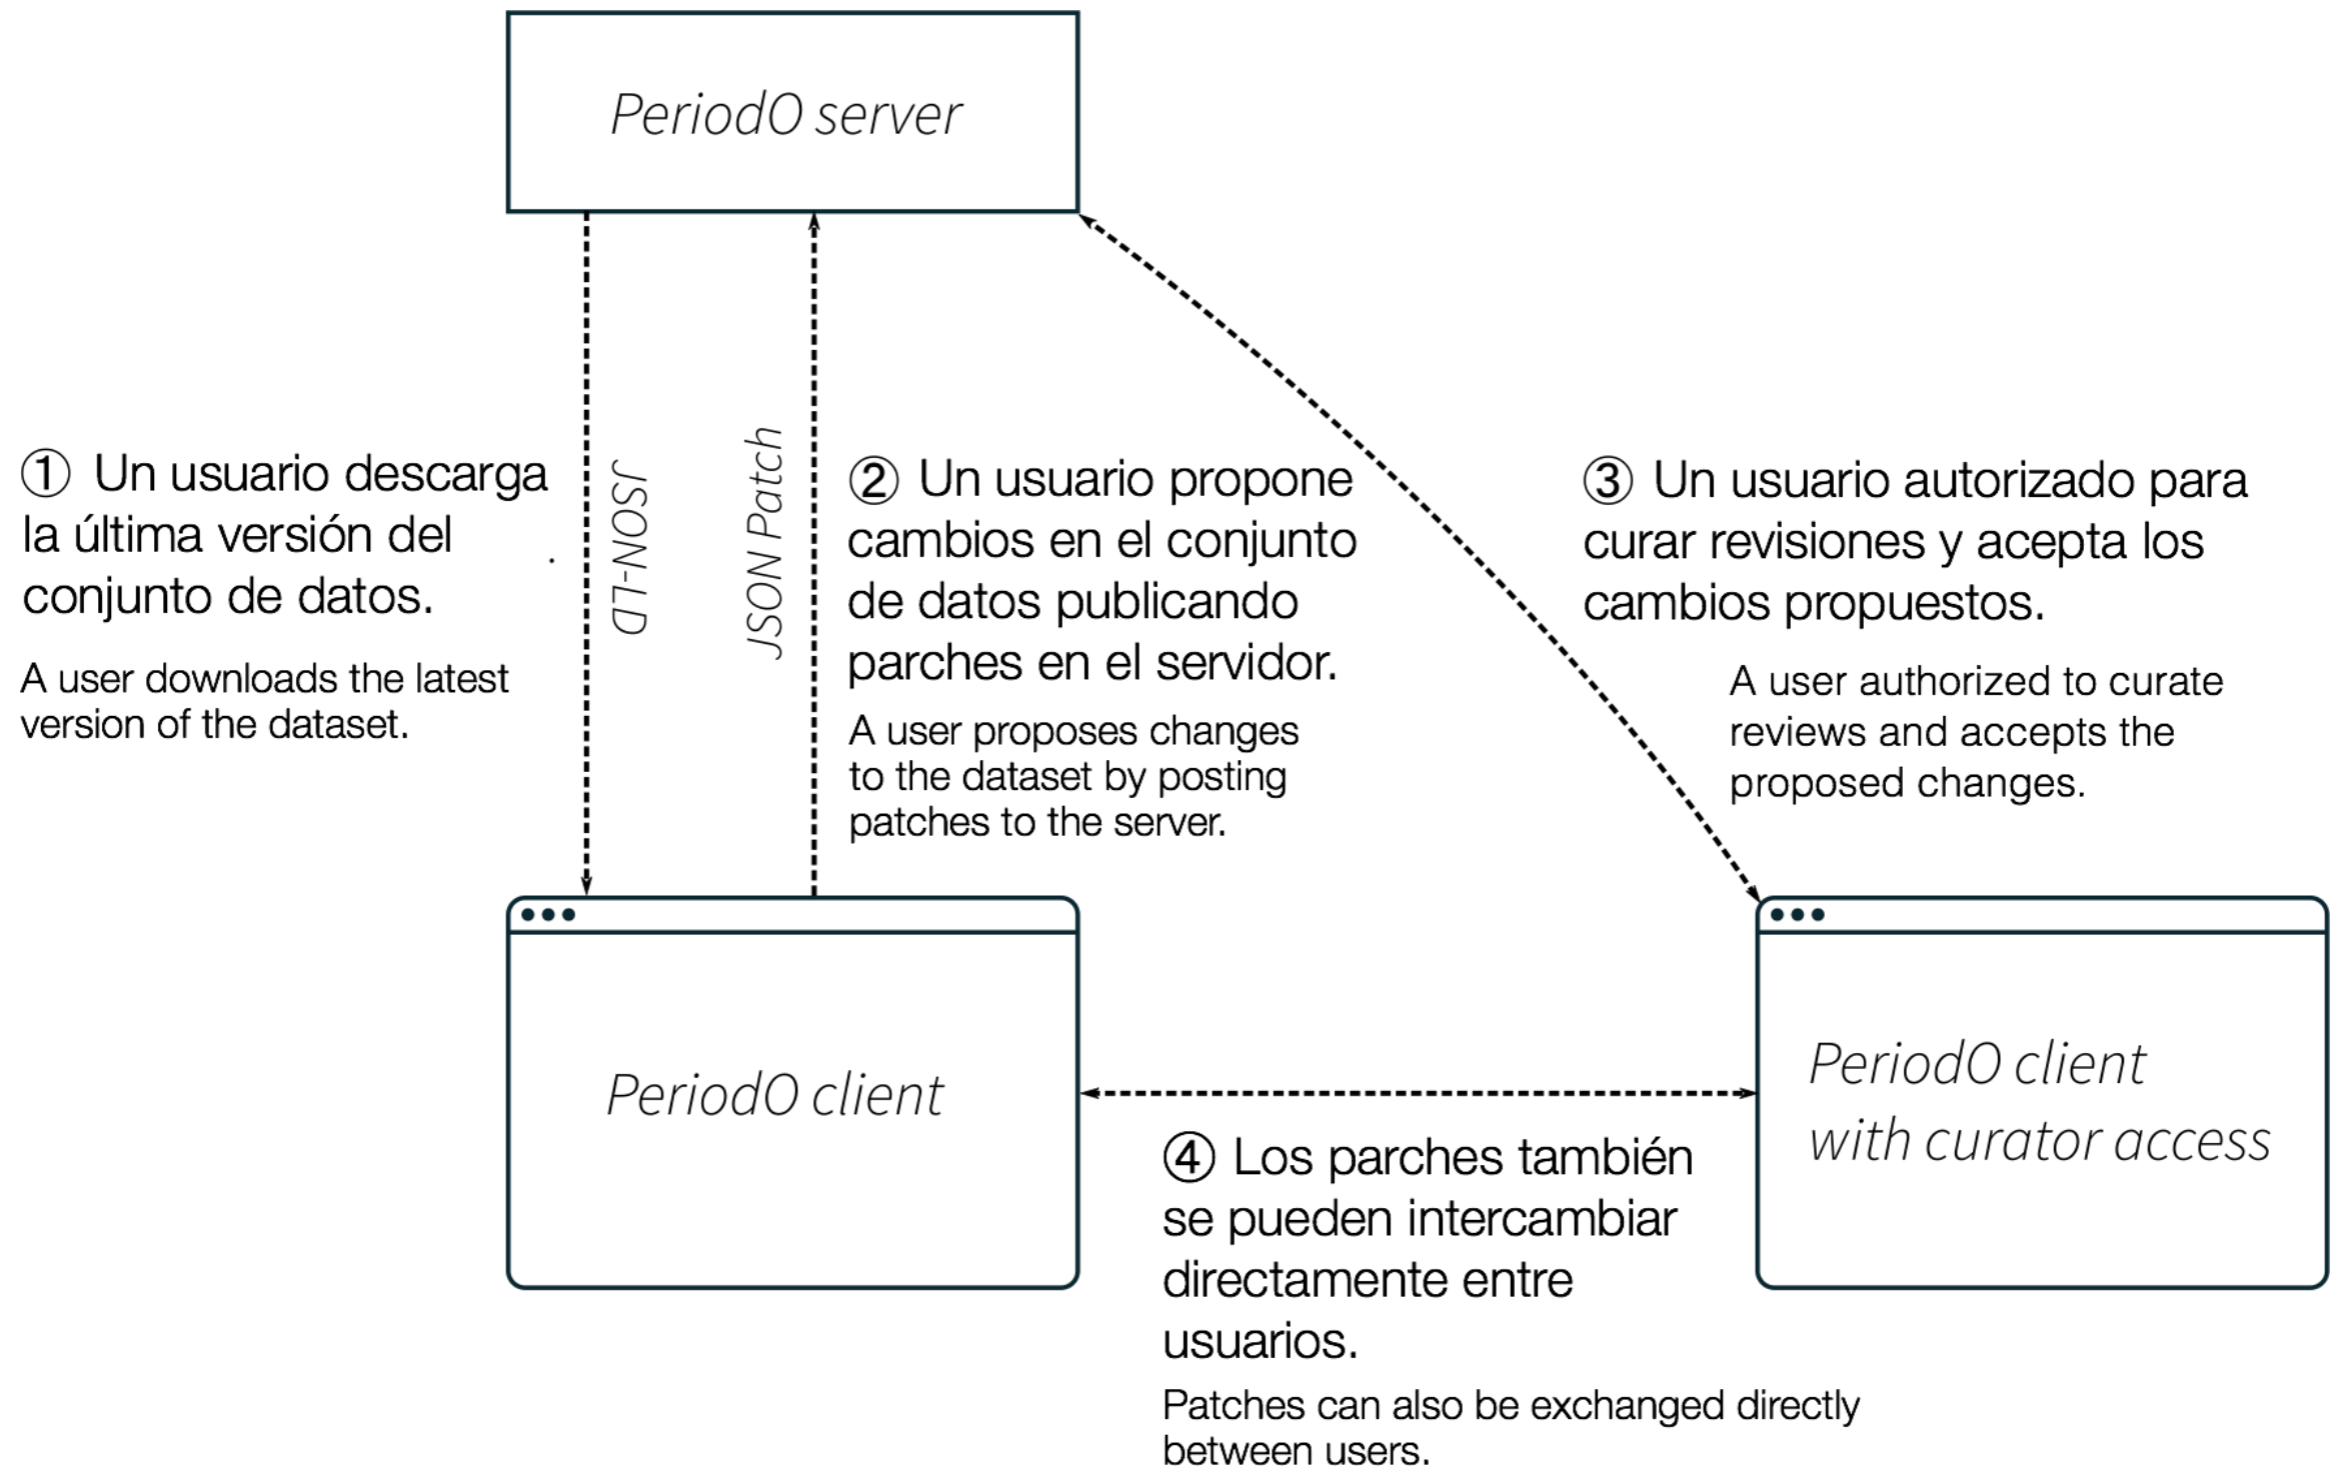 PeriodO server
① Un usuario descarga
la última versión del
conjunto de datos.
A user downloads the latest
version of the dataset.
JSON-LD
JSON Patch
② Un usuario propone
cambios en el conjunto
de datos publicando
parches en el servidor.
A user proposes changes
to the dataset by posting
patches to the server.
③ Un usuario autorizado para
curar revisiones y acepta los
cambios propuestos.
A user authorized to curate
reviews and accepts the
proposed changes.
PeriodO client
PeriodO client
with curator access
④ Los parches también
se pueden intercambiar
directamente entre
usuarios.
Patches can also be exchanged directly
between users.